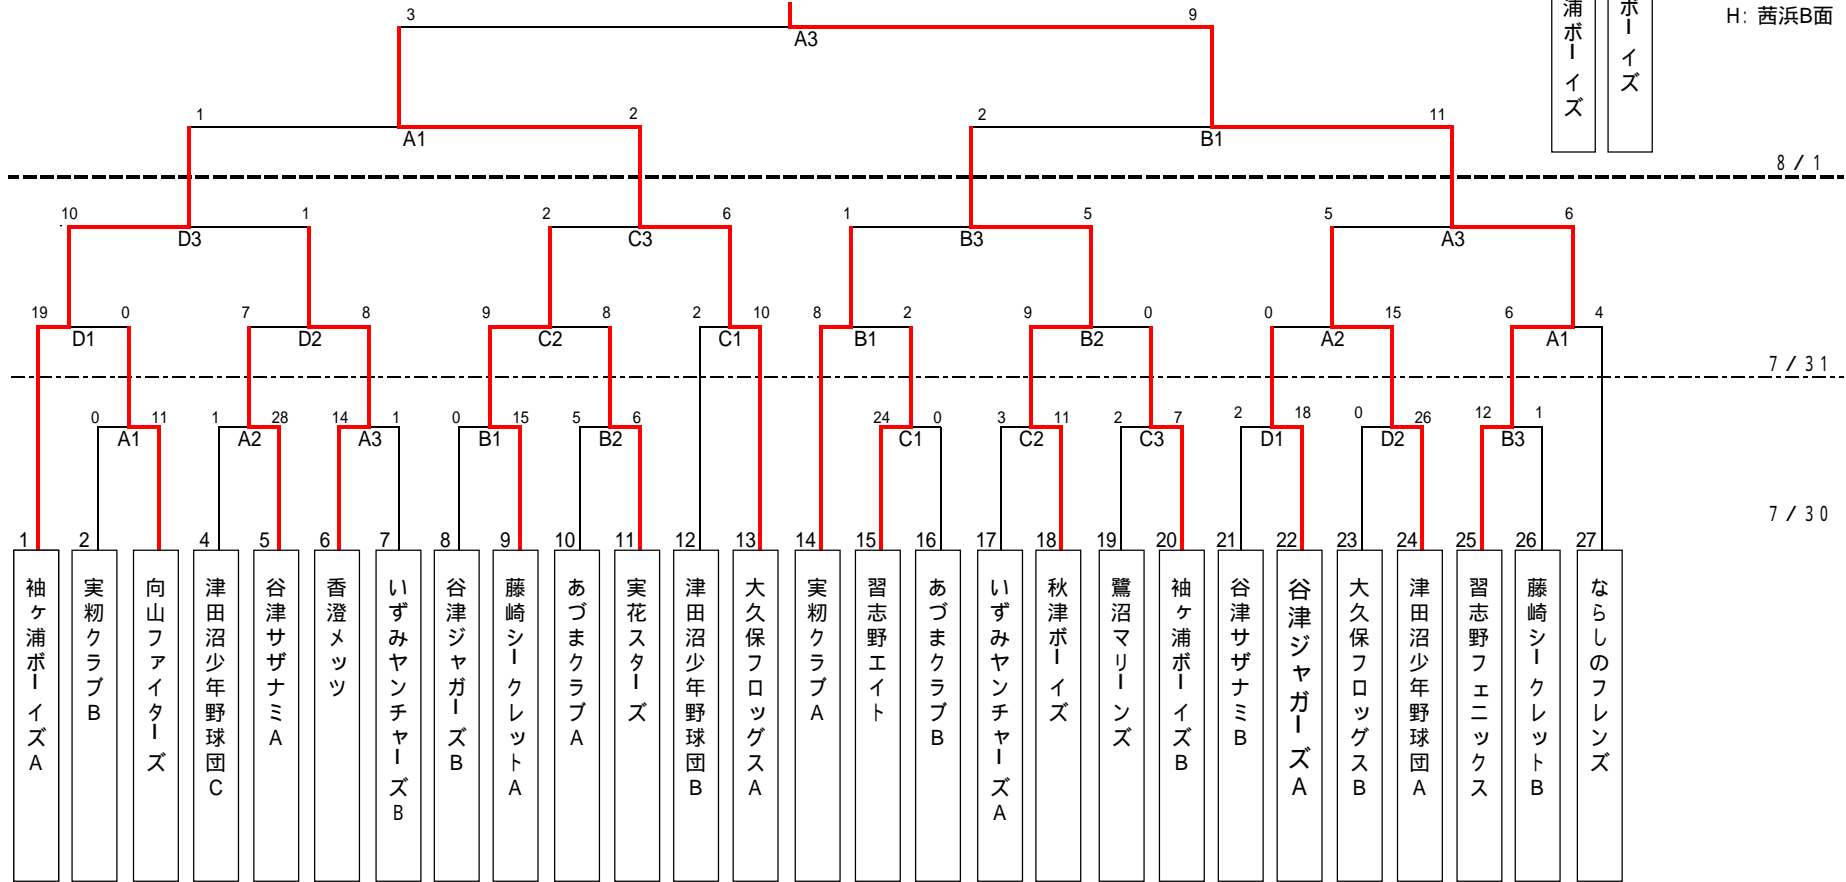 3 9
A3
浦ボーイズ
ボーイズ
H: 茜浜B面
1 2 2 11
A1 B1
8/1
10 1 2 6 1 5 5 6
D3 C3 B3 A3
19 0 7 8 9 8 2 10 8 2 9 0 0 15 6 4
D1 D2 C2 C1 B1 B2 A2 A1
7/31
0 11 1 28 14 1 0 15 5 6 24 0 3 11 2 7 2 18 0 26 12 1
A1 A2 A3 B1 B2 C1 C2 C3 D1 D2 B3
7/30
1 2 3 4 5 6 7 8 9 10 11 12 13 14 15 16 17 18 19 20 21 22 23 24 25 26 27
袖ヶ浦ボーイズA
実籾クラブB
向山ファイターズ
津田沼少年野球団C
谷津サザナミA
香澄メッツ
いずみヤンチャーズB
谷津ジャガーズB
藤崎シークレットA
あづまクラブA
実花スターズ
津田沼少年野球団B
大久保フロッグスA
実籾クラブA
習志野エイト
あづまクラブB
いずみヤンチャーズA
秋津ボーイズ
鷺沼マリーンズ
袖ヶ浦ボーイズB
谷津サザナミB
谷津ジャガーズA
大久保フロッグスB
津田沼少年野球団A
習志野フェニックス
藤崎シークレットB
ならしのフレンズ